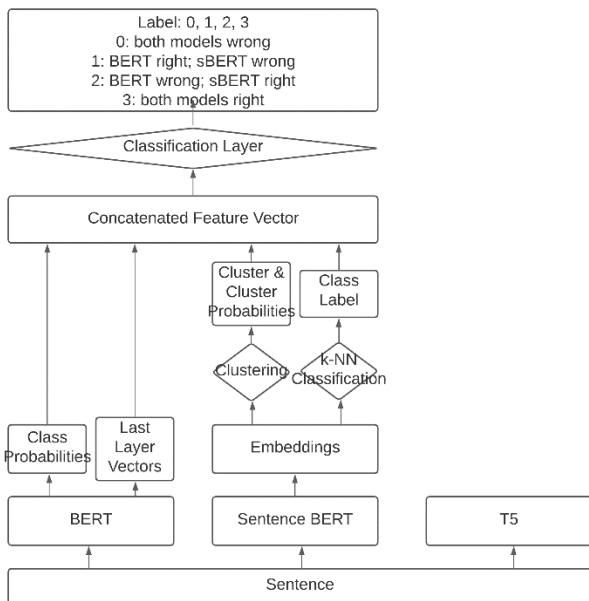 Label: 0, 1, 2, 3
0: both models wrong
1: BERT right; sBERT wrong
2: BERT wrong; sBERT right
3: both models right
Classification Layer
Concatenated Feature Vector
Cluster &
Cluster
Probabilities
Class
Label
Clustering
k-NN
Classification
Class
Probabilities
Last
Layer
Vectors
Embeddings
BERT
Sentence BERT
T5
Sentence